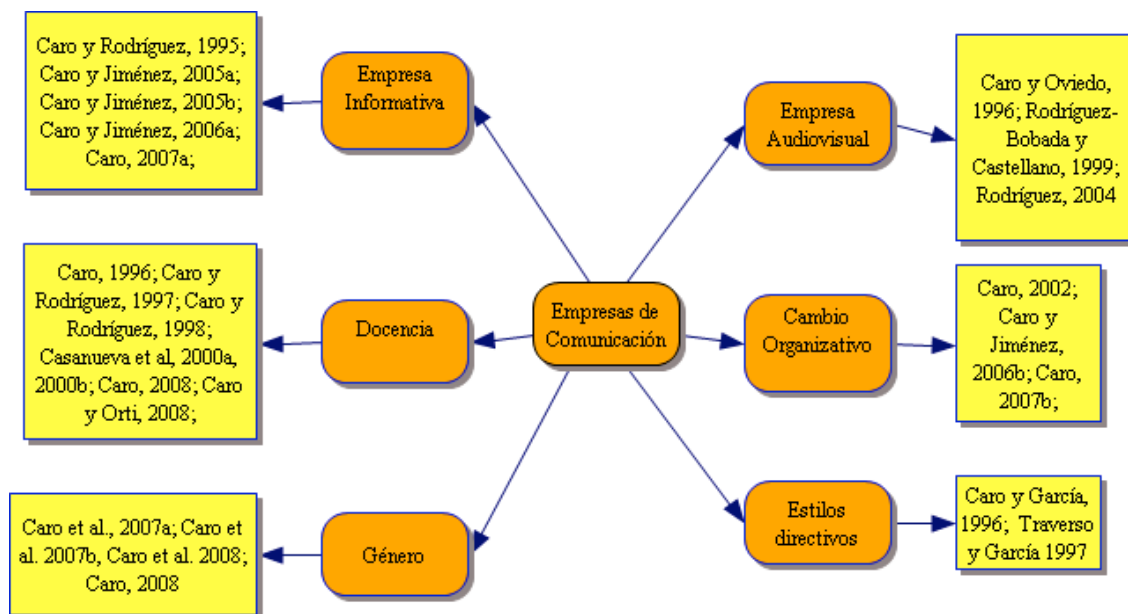 Caro y Rodríguez, 1995;
Caro y Jiménez, 2005a;
Caro y Jiménez, 2005b;
Caro y Jiménez, 2006a;
Caro, 2007a;
Empresa
Informativa
Empresa
Audiovisual
Caro y Oviedo,
1996; Rodríguez-
Bobada y
Castellano, 1999;
Rodríguez, 2004
Caro, 1996; Caro y
Rodríguez, 1997; Caro y
Rodríguez, 1998;
Casanueva et al, 2000a,
2000b; Caro, 2008; Caro
y Orti, 2008;
Docencia
Empresas de
Comunicación
Cambio
Organizativo
Caro, 2002;
Caro y
Jiménez,
2006b; Caro,
2007b;
Caro et al., 2007a; Caro et
al. 2007b, Caro et al. 2008;
Caro, 2008
Género
Estilos
directivos
Caro y García,
1996; Traverso
y García 1997